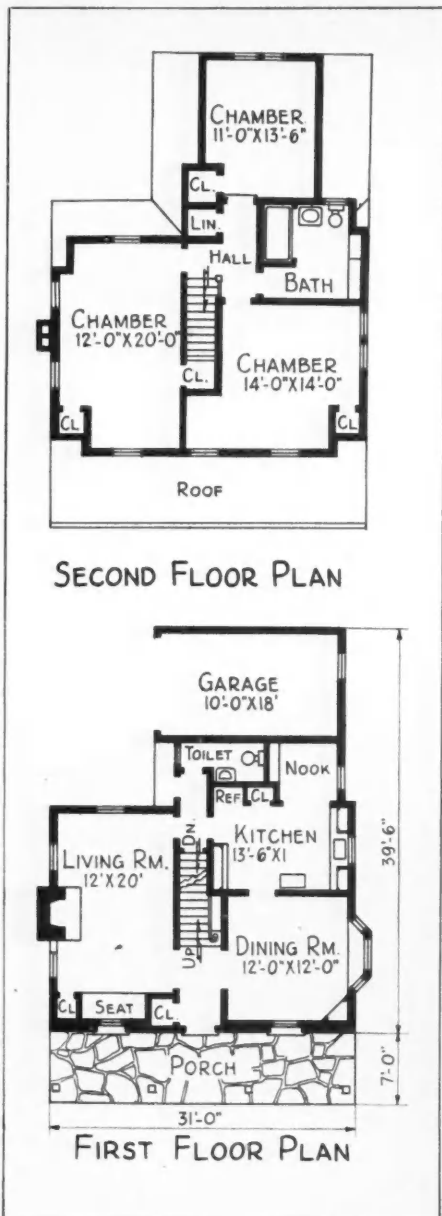 CHAMBER
11'-0"X13'-6"
CL.
LIN.
HALL
BATH
CHAMBER
12'-0"X20'-0"
CL.
CHAMBER
14'-0"X14'-0"
CL
CL
ROOF
SECOND FLOOR PLAN
GARAGE
10'-0"X18'
TOILET
NOOK
REF
CL
DN.
KITCHEN
13'-6"X1
LIVING RM.
12'X20'
UP
DINING RM.
12'-0"X12'-0"
CL
SEAT
CL.
PORCH
39'-6"
7'-0"
31'-0"
FIRST FLOOR PLAN